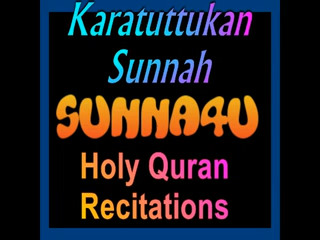 Karatuttukan
Sunnah
SUNNA4U
Holy Quran
Recitations